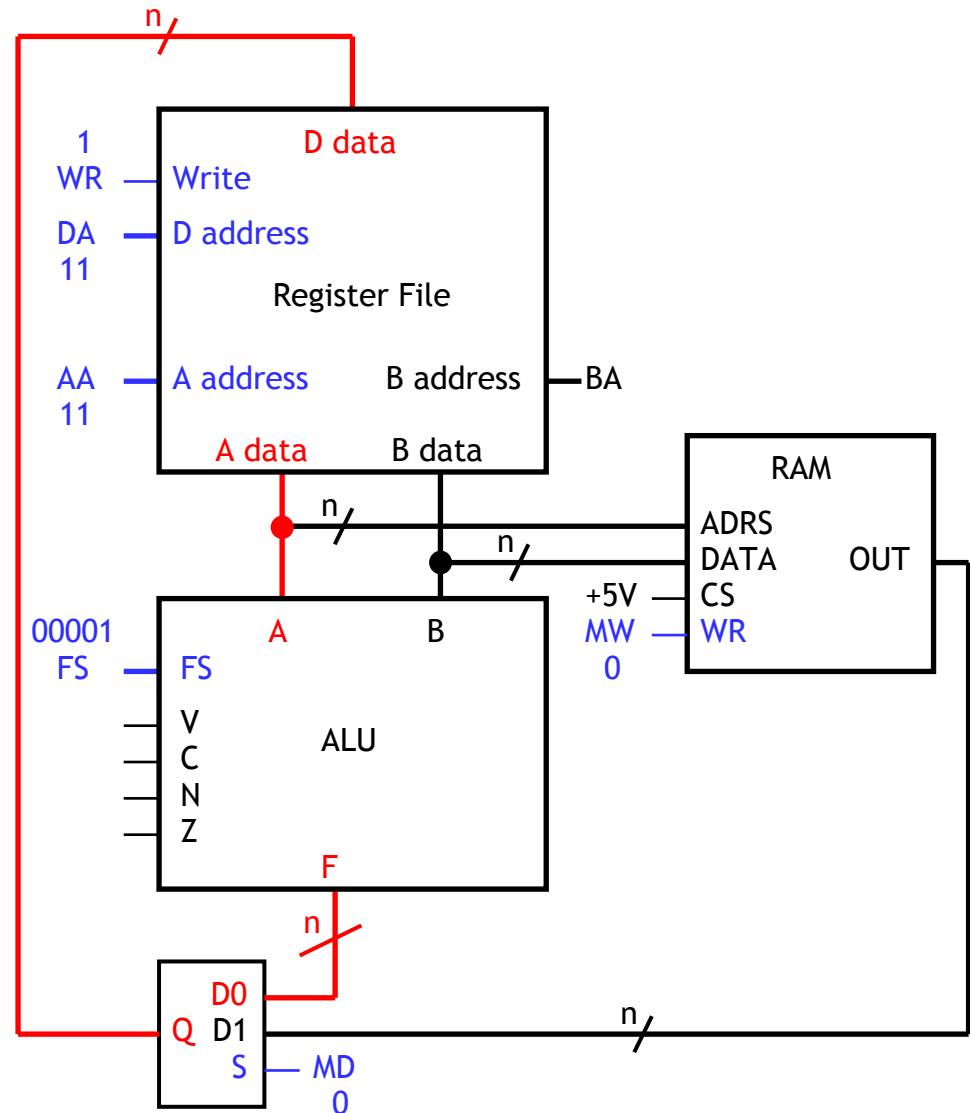 n
D data
1
WR Write
DA D address
11
Register File
AA A address B address BA
11
A data B data
RAM
n
ADRS
n
DATA OUT
+5V CS
MW WR
0
A B
00001
FS FS
V
ALU
C
N
Z
F
n
D0
n
Q D1
S MD
0